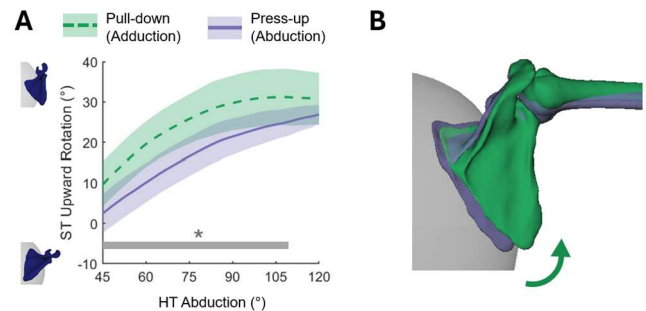 A
Pull-down
(Adduction)
Press-up
(Abduction)
B
ST Upward Rotation (°)
40
30
20
10
0
-10
*
45
60
75
90
105
120
HT Abduction (°)